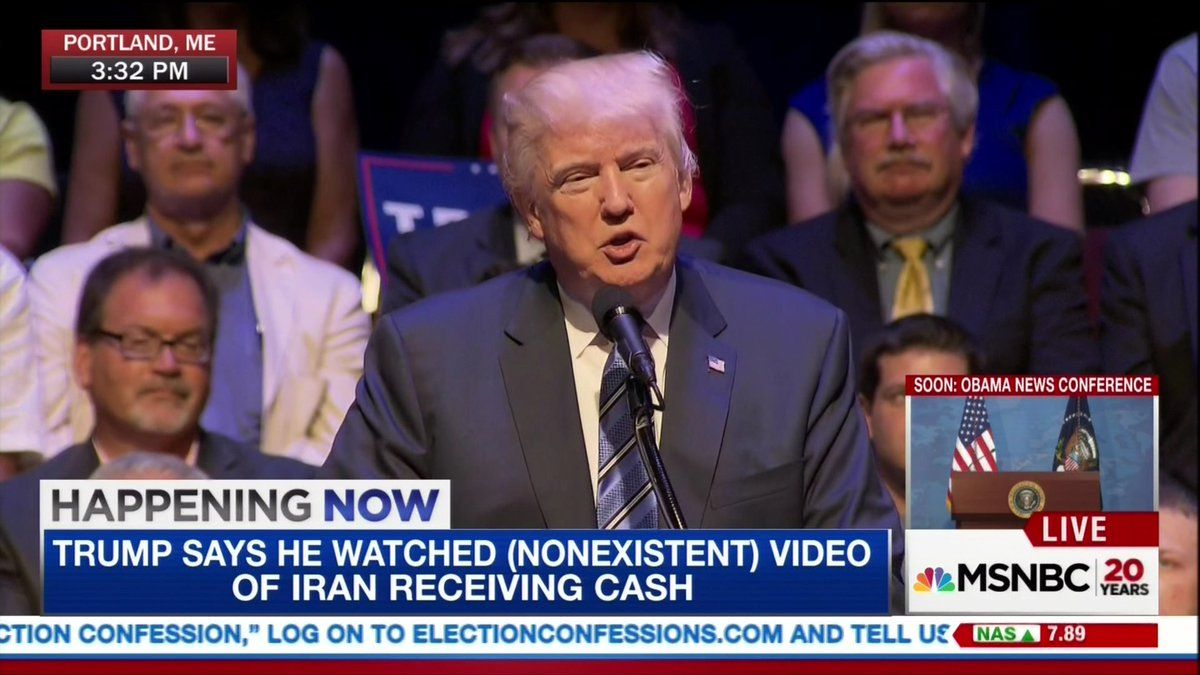 PORTLAND, ME
3:32 PM
SOON: OBAMA NEWS CONFERENCE
HAPPENING NOW
TRUMP SAYS HE WATCHED (NONEXISTENT) VIDEO
OF IRAN RECEIVING CASH
LIVE
MSNBC 20
YEARS
CTION CONFESSION,” LOG ON TO ELECTIONCONFESSIONS.COM AND TELL US
NAS ▲ 7.89